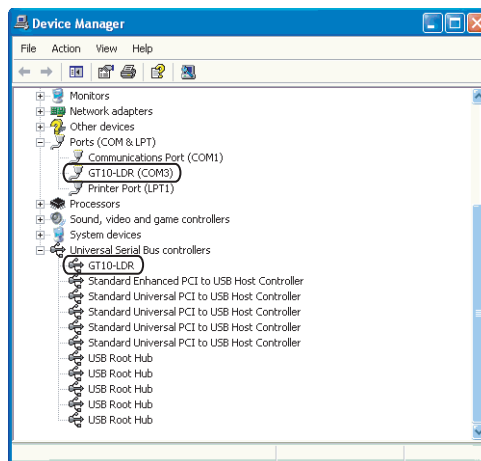 Device Manager
File Action View Help
Monitors
Network adapters
Other devices
Ports (COM & LPT)
Communications Port (COM1)
GT10-LDR (COM3)
Printer Port (LPT1)
Processors
Sound, video and game controllers
System devices
Universal Serial Bus controllers
GT10-LDR
Standard Enhanced PCI to USB Host Controller
Standard Universal PCI to USB Host Controller
Standard Universal PCI to USB Host Controller
Standard Universal PCI to USB Host Controller
Standard Universal PCI to USB Host Controller
USB Root Hub
USB Root Hub
USB Root Hub
USB Root Hub
USB Root Hub